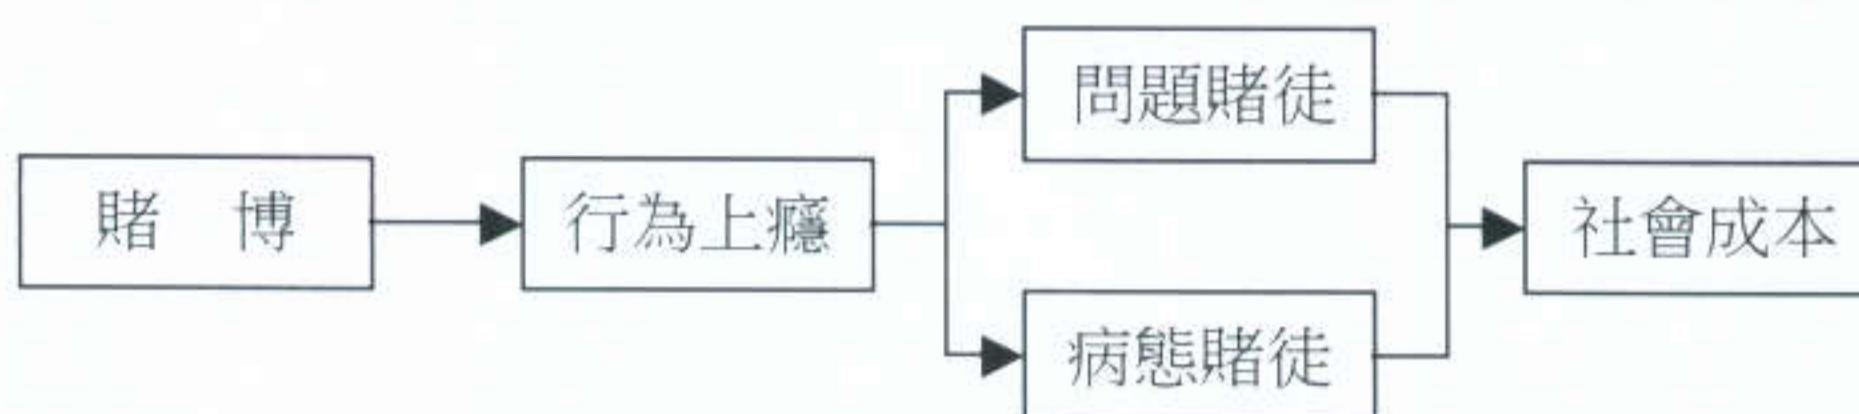 賭 博
行為上癮
問題賭徒
病態賭徒
社會成本